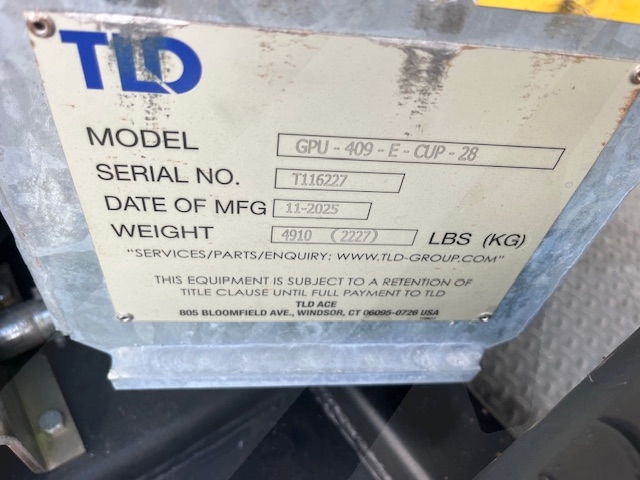 TLD
MODEL GPU - 409 - E - CUP - 28
SERIAL NO. T116227
DATE OF MFG 11-2025
WEIGHT 4910 (2227) LBS (KG)
"SERVICES/PARTS/ENQUIRY: WWW.TLD-GROUP.COM"
THIS EQUIPMENT IS SUBJECT TO A RETENTION OF
TITLE CLAUSE UNTIL FULL PAYMENT TO TLD
TLD ACE
805 BLOOMFIELD AVE., WINDSOR, CT 06095-0726 USA